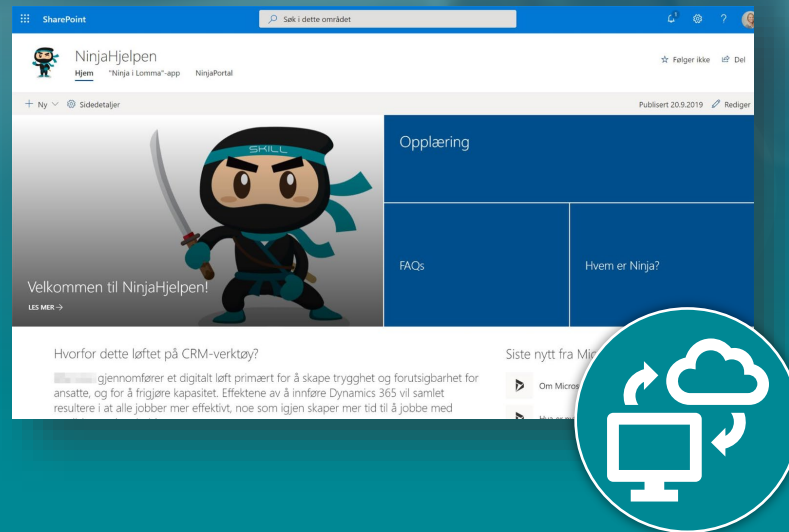 SharePoint
Søk i dette området
1
?
NinjaHjelpen
Hjem "Ninja i Lomma"-app NinjaPortal
Følger ikke Del
Ny Sidedetaljer
Publisert 20.9.2019 Rediger
SKILL
Velkommen til NinjaHjelpen!
LES MER →
Opplæring
FAQs
Hvem er Ninja?
Hvorfor dette løftet på CRM-verktøy?
gjennomfører et digitalt løft primært for å skape trygghet og forutsigbarhet for
ansatte, og for å frigjøre kapasitet. Effektene av å innføre Dynamics 365 vil samlet
resultere i at alle jobber mer effektivt, noe som igjen skaper mer tid til å jobbe med
Siste nytt fra
Om